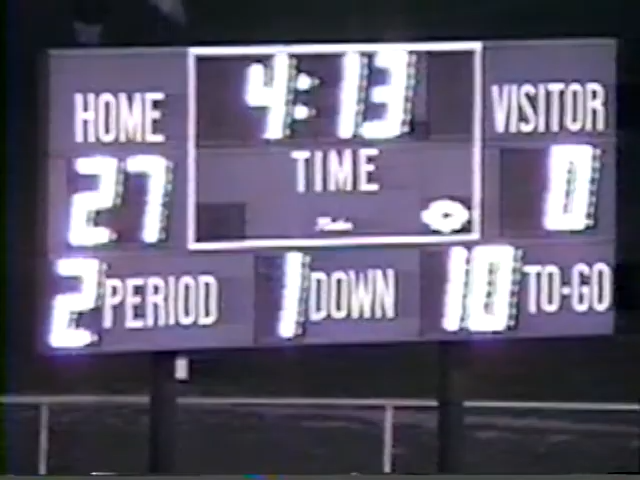 4:13
HOME
VISITOR
TIME
27
0
2 PERIOD
1 DOWN
10 TO-GO